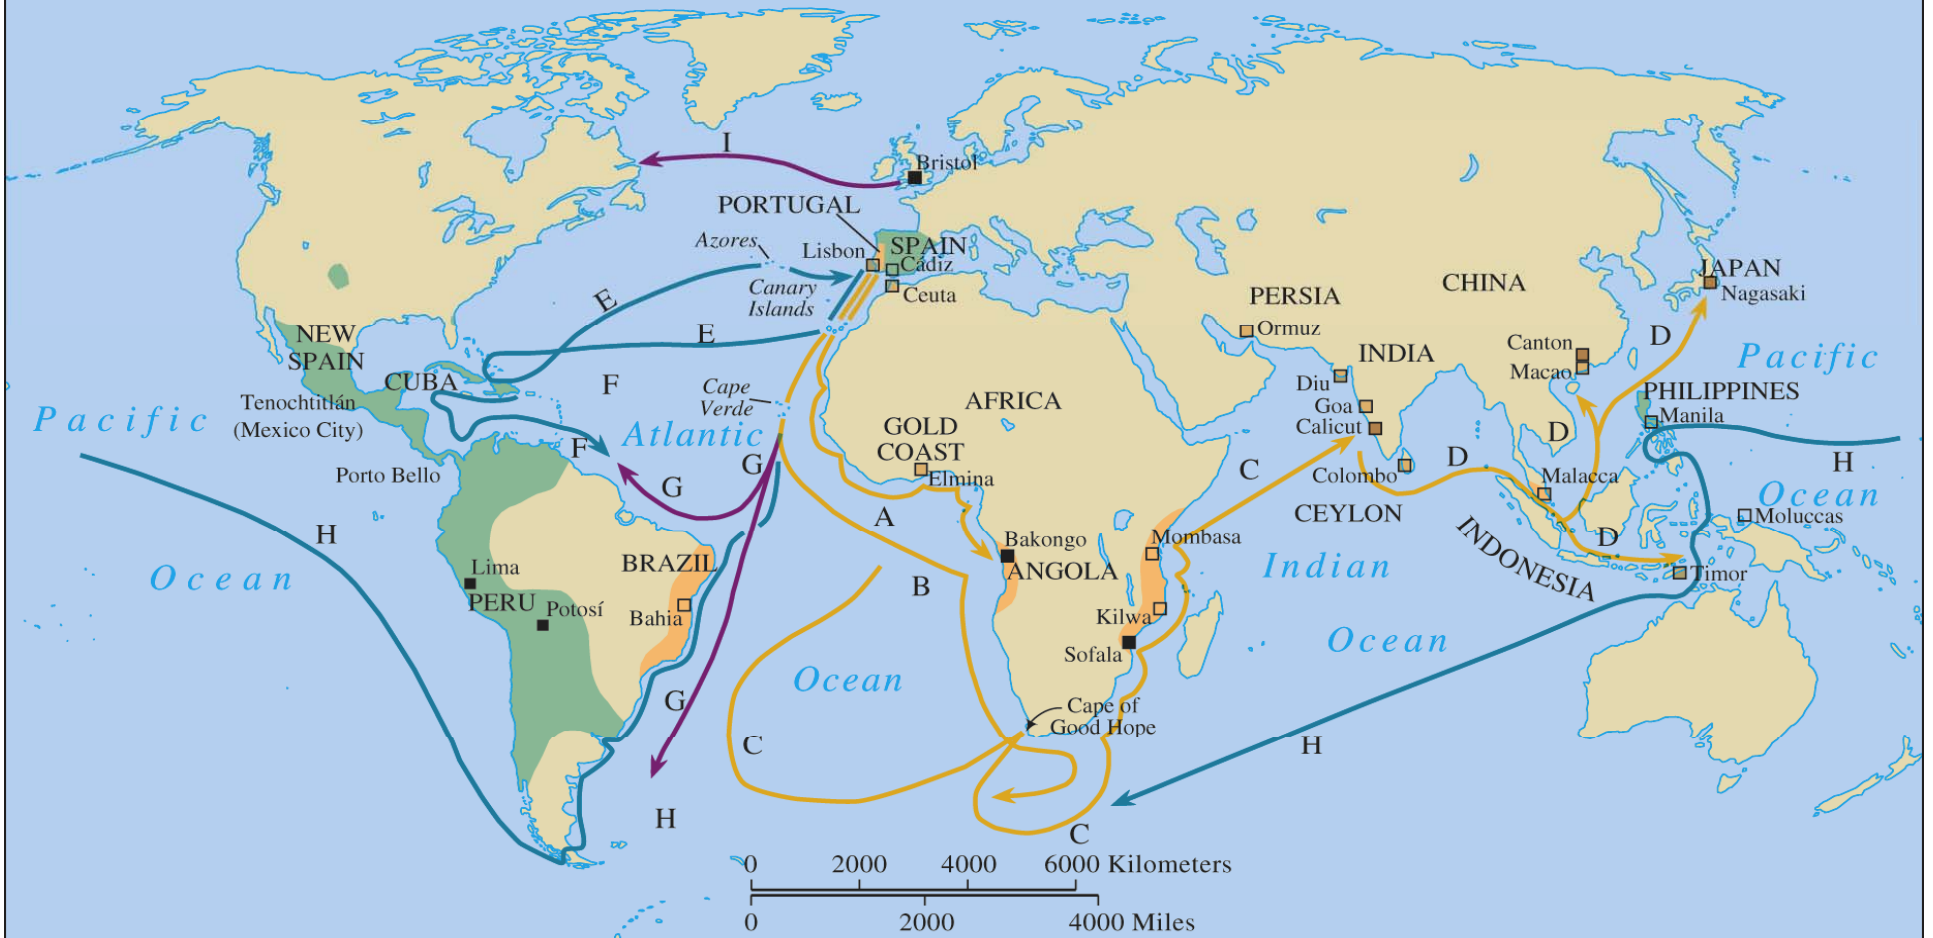 I
Bristol
PORTUGAL
Azores
Lisbon
SPAIN
Cádiz
Ceuta
Canary
Islands
E
E
NEW
SPAIN
CUBA
F
Cape
Verde
Tenochtitlán
(Mexico City)
Pacific
Atlantic
F
G
G
Porto Bello
AFRICA
GOLD
COAST
Elmina
A
PERSIA
Ormuz
CHINA
JAPAN
Nagasaki
D
INDIA
Canton
Macao
Diu
Goa
Calicut
Pacific
PHILIPPINES
Manila
D
H
C
Colombo
D
Malacca
Ocean
Moluccas
CEYLON
INDONESIA
D
Timor
H
Ocean
Lima
PERU
Potosí
BRAZIL
Bahia
B
Bakongo
ANGOLA
Mombasa
Kilwa
Sofala
Indian
Ocean
Ocean
G
C
Cape of
Good Hope
H
H
C
0 2000 4000 6000 Kilometers
0 2000 4000 Miles